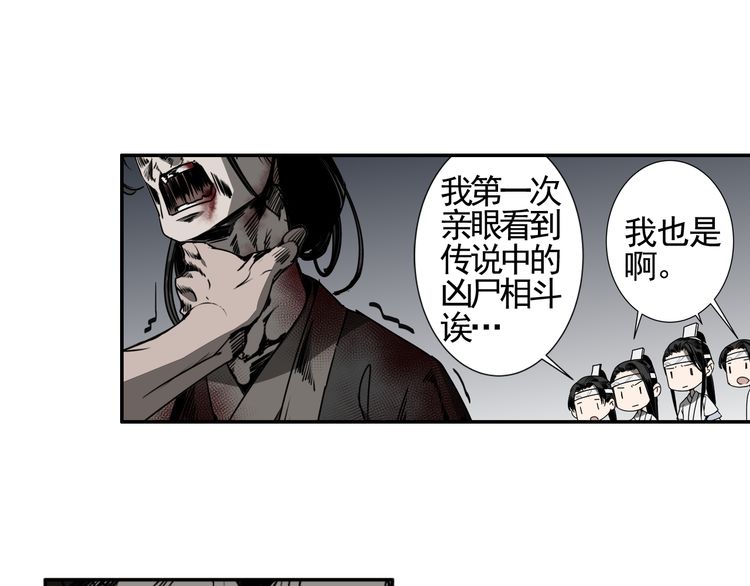 我第一次
亲眼看到
传说中的
凶尸相斗
诶…
我也是
啊。